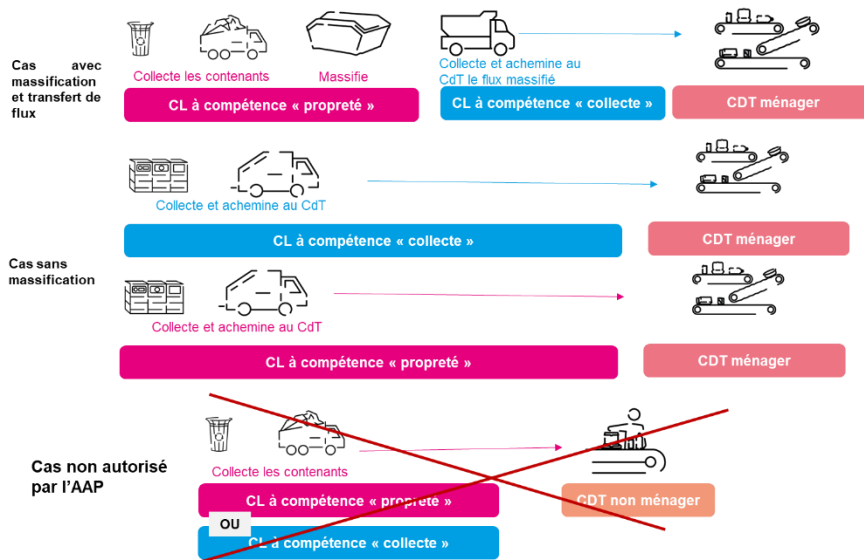 Cas avec
massification
et transfert de
flux
Collecte les contenants
Massifie
Collecte et achemine au
CdT le flux massifié
CL à compétence « propreté »
CL à compétence « collecte »
CDT ménager
Collecte et achemine au CdT
CL à compétence « collecte »
CDT ménager
Cas sans
massification
Collecte et achemine au CdT
CL à compétence « propreté »
CDT ménager
Cas non autorisé
par l’AAP
Collecte les contenants
CL à compétence « propreté »
CDT non ménager
OU
CL à compétence « collecte »